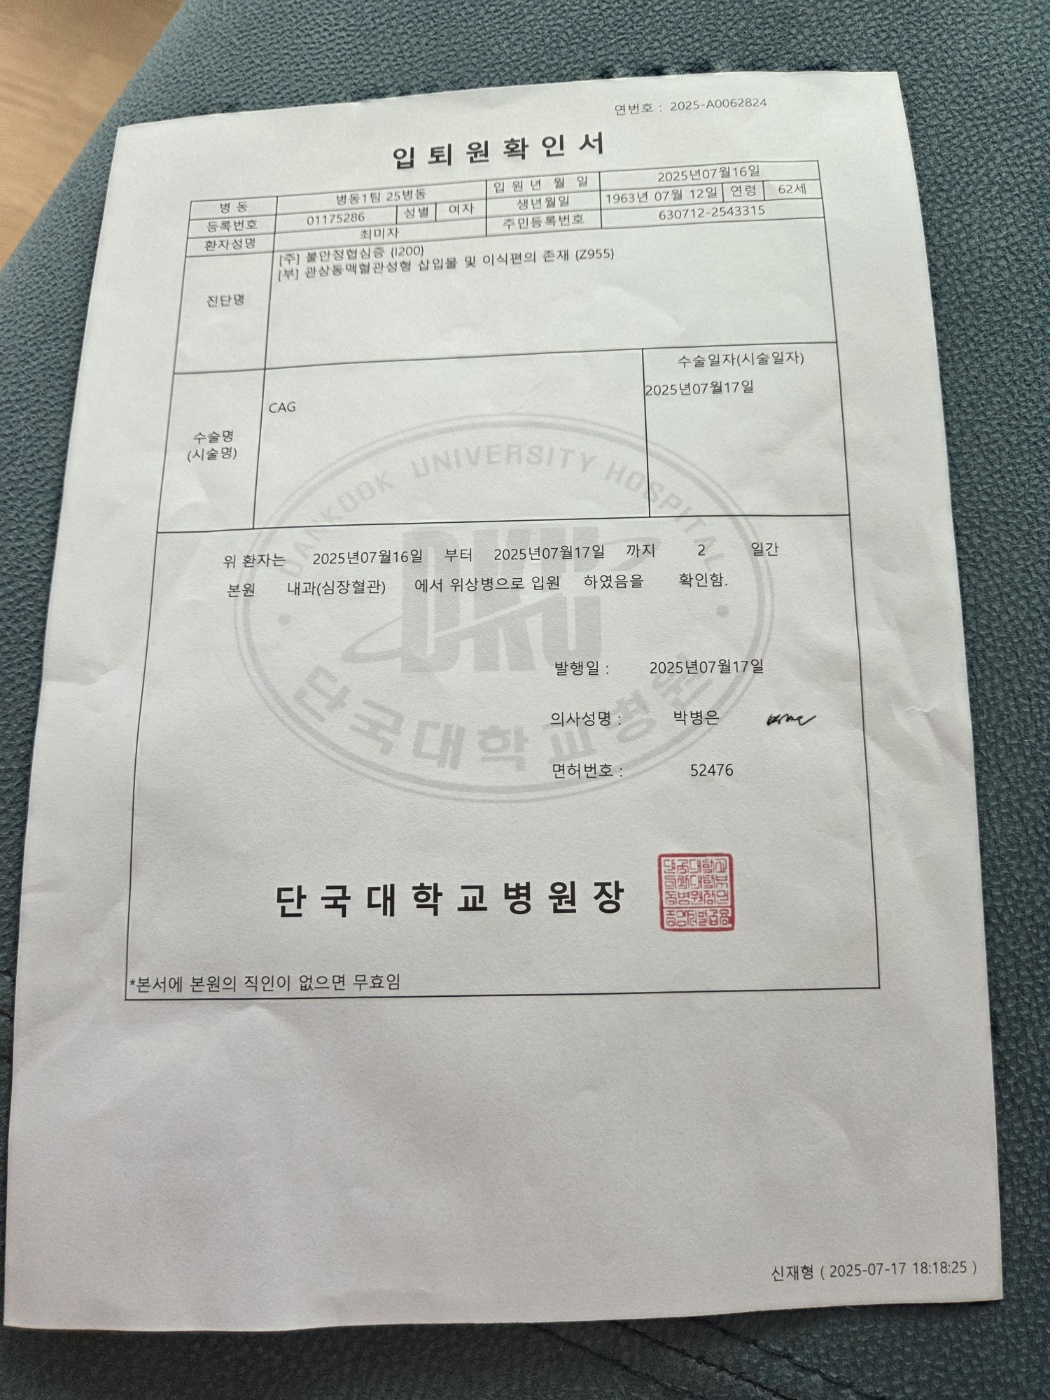 연번호 : 2025-A0062824
입퇴원확인서
병 동 병동1팀 25병동 입 원 년 월 일 2025년07월16일
등록번호 01175286 성별 여자 생년월일 1963년 07월 12일 연령 62세
환자성명 최미자 주민등록번호 630712-2543315
진단명 [주] 불안정협심증 (I200)
[부] 관상동맥혈관성형 삽입물 및 이식편의 존재 (Z955)
수술명
(시술명)
CAG
수술일자(시술일자)
2025년07월17일
위 환자는 2025년07월16일 부터 2025년07월17일 까지 2 일간
본원 내과(심장혈관) 에서 위상병으로 입원 하였음을 확인함.
발행일 : 2025년07월17일
의사성명 : 박병은
면허번호 : 52476
단국대학교병원장
*본서에 본원의 직인이 없으면 무효임
DANKOOK UNIVERSITY HOSPITAL
DKU
단국대학교병원
신재형 ( 2025-07-17 18:18:25 )